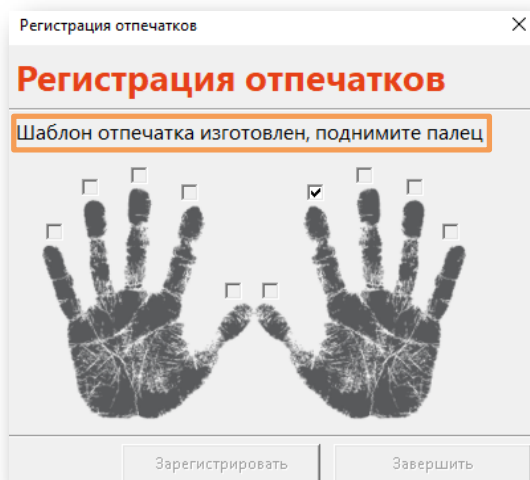 Регистрация отпечатков
Регистрация отпечатков
Шаблон отпечатка изготовлен, поднимите палец
Зарегистрировать Завершить